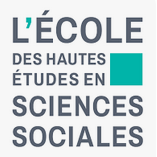 L'ÉCOLE
DES HAUTES
ÉTUDES EN
SCIENCES
SOCIALES